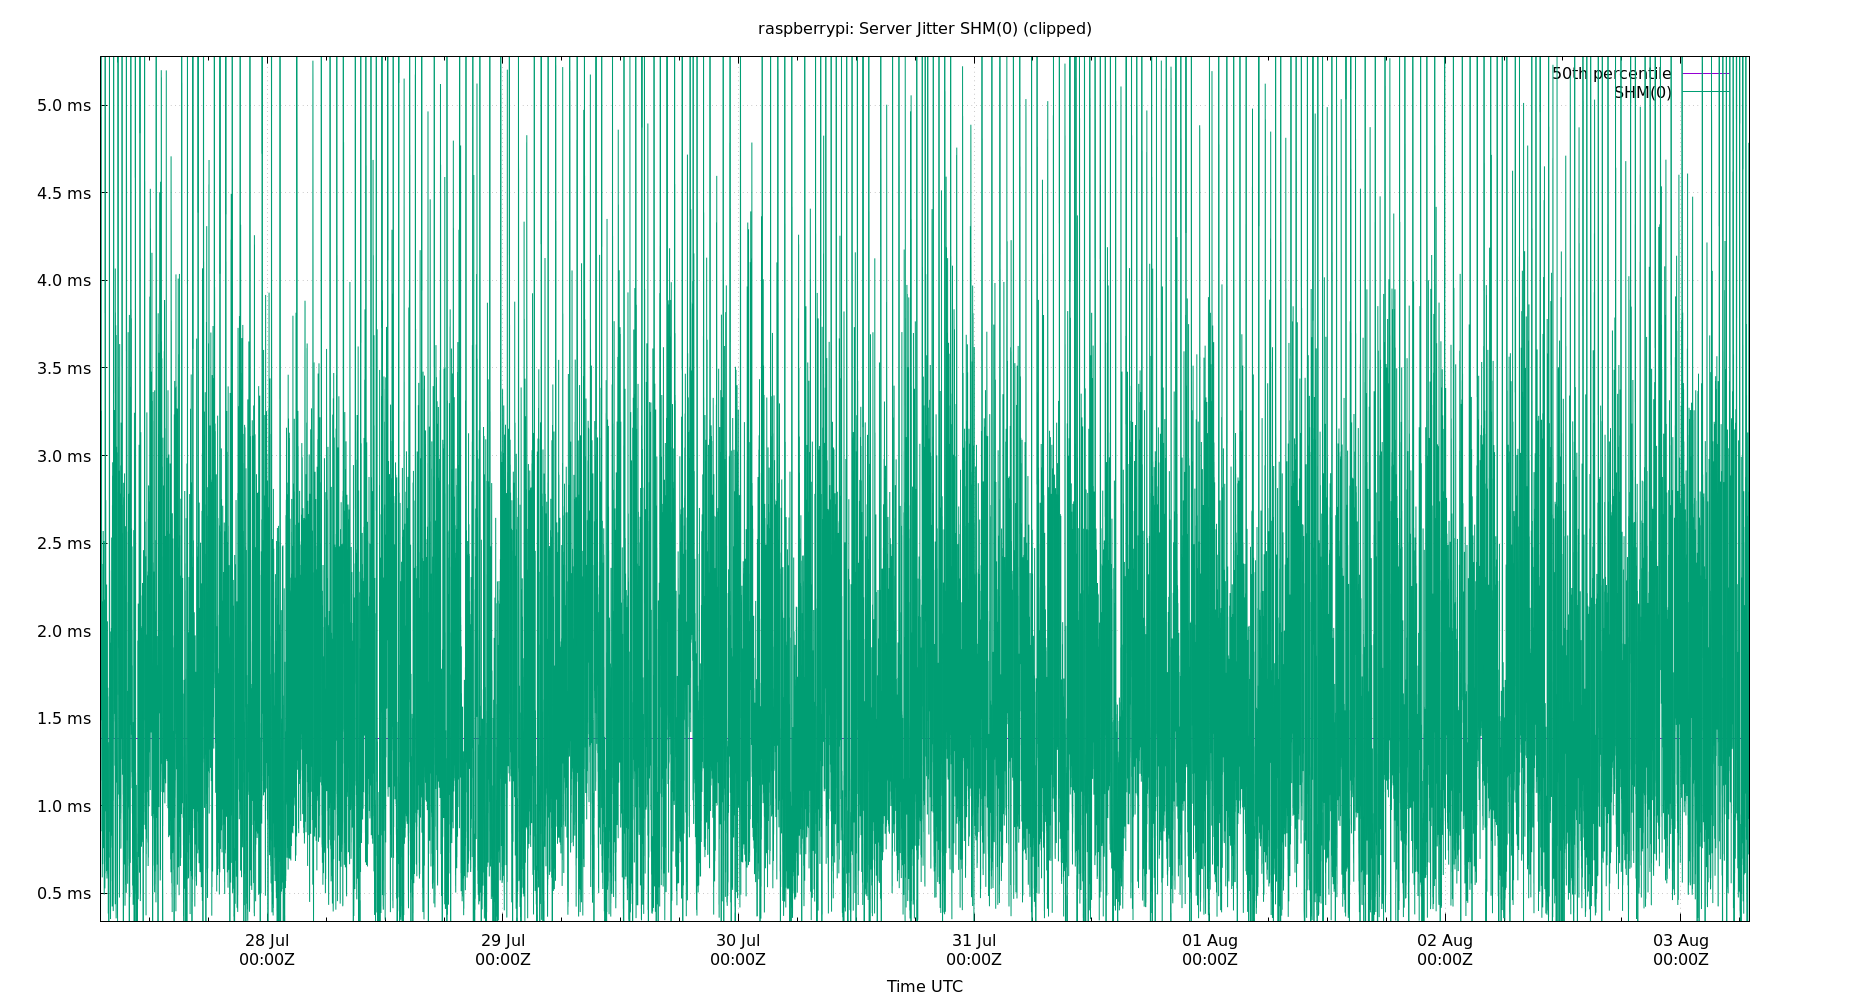 raspberrypi: Server Jitter SHM(0) (clipped)
50th percentile
SHM(0)
5.0 ms
4.5 ms
4.0 ms
3.5 ms
3.0 ms
2.5 ms
2.0 ms
1.5 ms
1.0 ms
0.5 ms
28 Jul 29 Jul 30 Jul 31 Jul 01 Aug 02 Aug 03 Aug
00:00Z 00:00Z 00:00Z 00:00Z 00:00Z 00:00Z 00:00Z
Time UTC